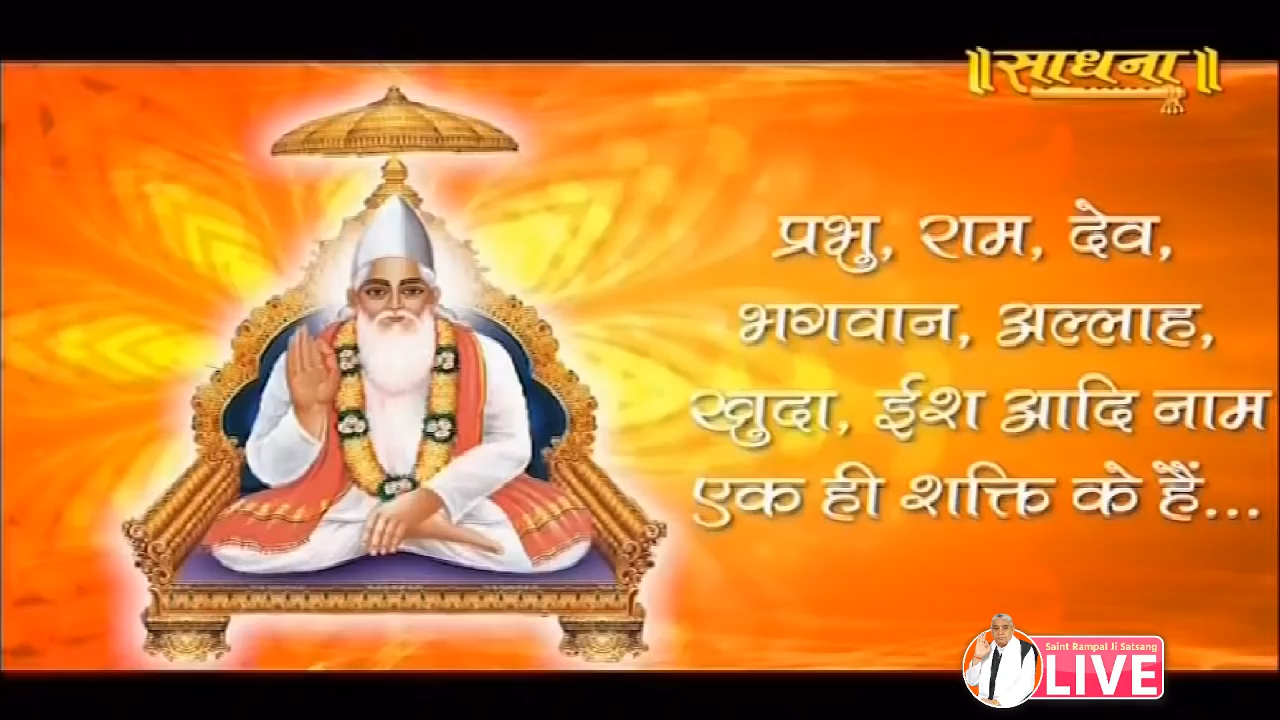 ॥साधना॥
प्रभु, राम, देव,
भगवान, अल्लाह,
खुदा, ईश आदि नाम
एक ही शक्ति के हैं...
Saint Rampal Ji Satsang
LIVE